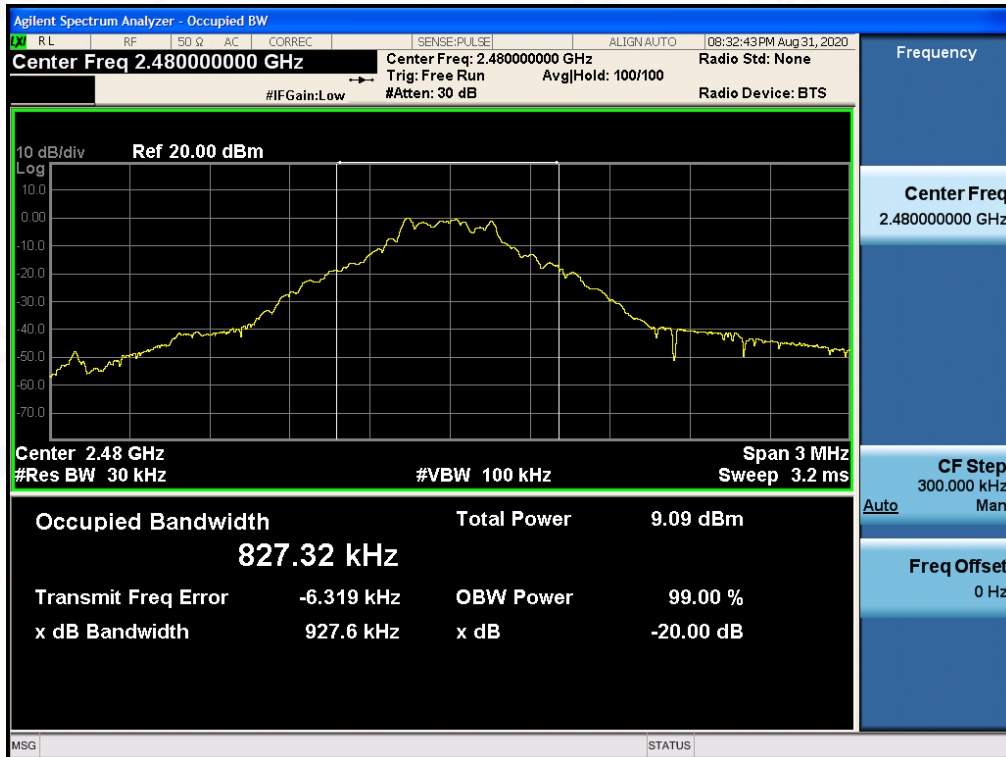 Agilent Spectrum Analyzer - Occupied BW
LXI RL RF 50 Ω AC CORREC SENSE:PULSE ALIGN AUTO 08:32:43 PM Aug 31, 2020
Center Freq 2.480000000 GHz
Center Freq: 2.480000000 GHz Radio Std: None
Trig: Free Run Avg|Hold: 100/100
#IFGain:Low #Atten: 30 dB Radio Device: BTS
10 dB/div Ref 20.00 dBm
Log
10.0
0.00
-10.0
-20.0
-30.0
-40.0
-50.0
-60.0
-70.0
Center 2.48 GHz Span 3 MHz
#Res BW 30 kHz #VBW 100 kHz Sweep 3.2 ms
Occupied Bandwidth Total Power 9.09 dBm
827.32 kHz
Transmit Freq Error -6.319 kHz OBW Power 99.00 %
x dB Bandwidth 927.6 kHz x dB -20.00 dB
MSG STATUS
Frequency
Center Freq
2.480000000 GHz
CF Step
300.000 kHz
Auto Man
Freq Offset
0 Hz